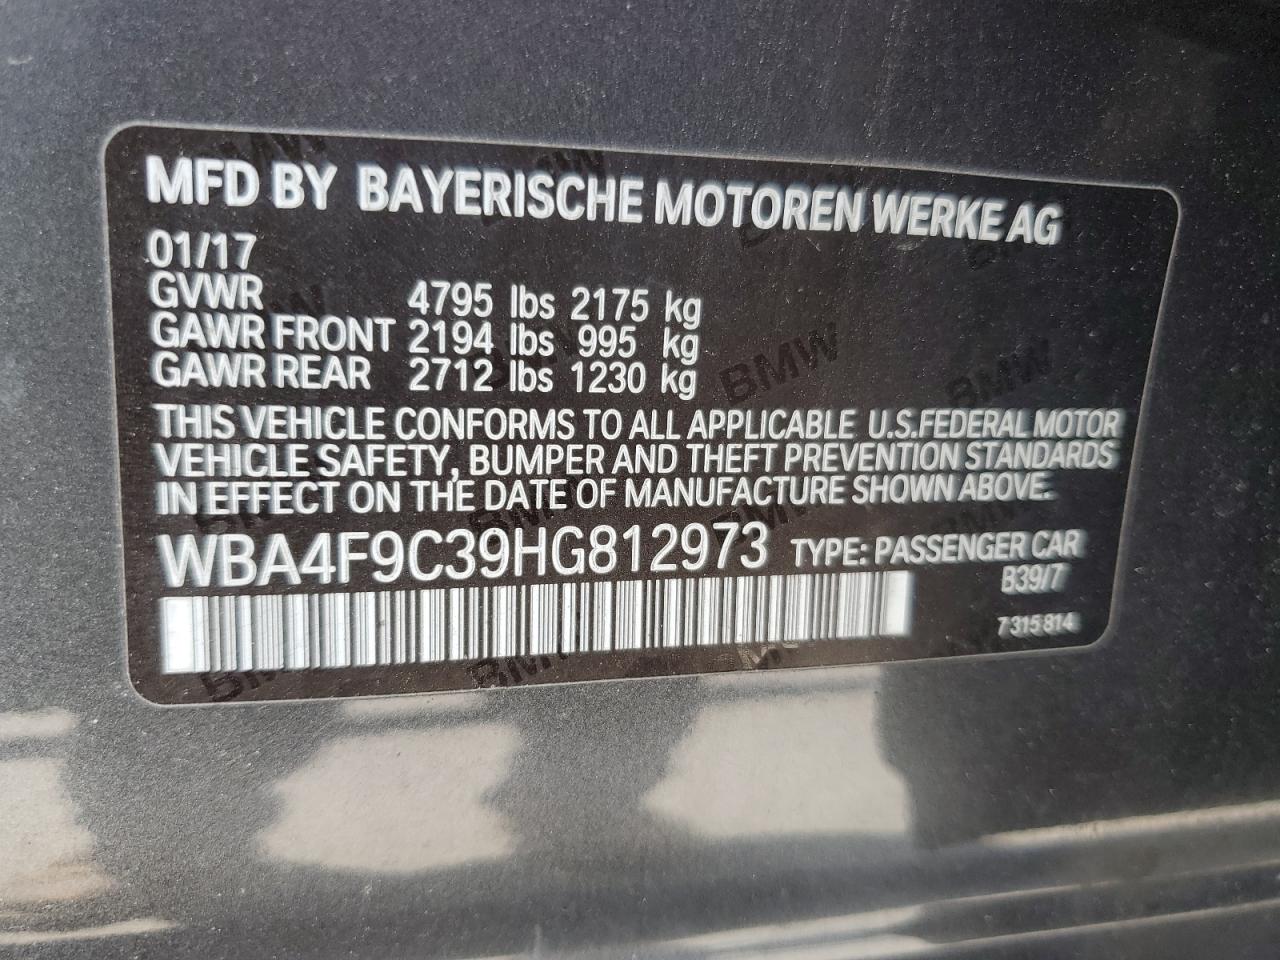 MFD BY BAYERISCHE MOTOREN WERKE AG
01/17
GVWR 4795 lbs 2175 kg
GAWR FRONT 2194 lbs 995 kg
GAWR REAR 2712 lbs 1230 kg
THIS VEHICLE CONFORMS TO ALL APPLICABLE U.S.FEDERAL MOTOR
VEHICLE SAFETY, BUMPER AND THEFT PREVENTION STANDARDS
IN EFFECT ON THE DATE OF MANUFACTURE SHOWN ABOVE.
WBA4F9C39HG812973 TYPE: PASSENGER CAR
B39/7
7 315 814